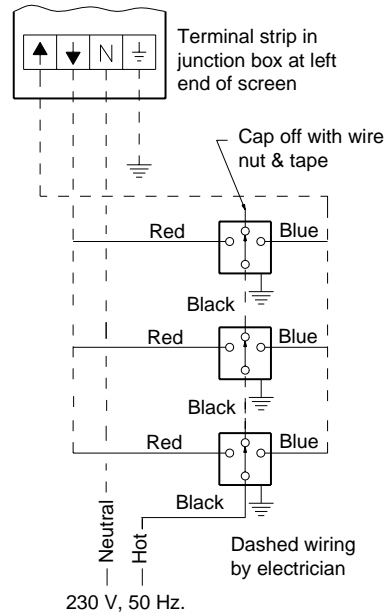 Terminal strip in
junction box at left
end of screen
N
Cap off with wire
nut & tape
Red
Blue
Black
Red
Blue
Black
Red
Blue
Black
Neutral
Hot
Dashed wiring
by electrician
230 V, 50 Hz.